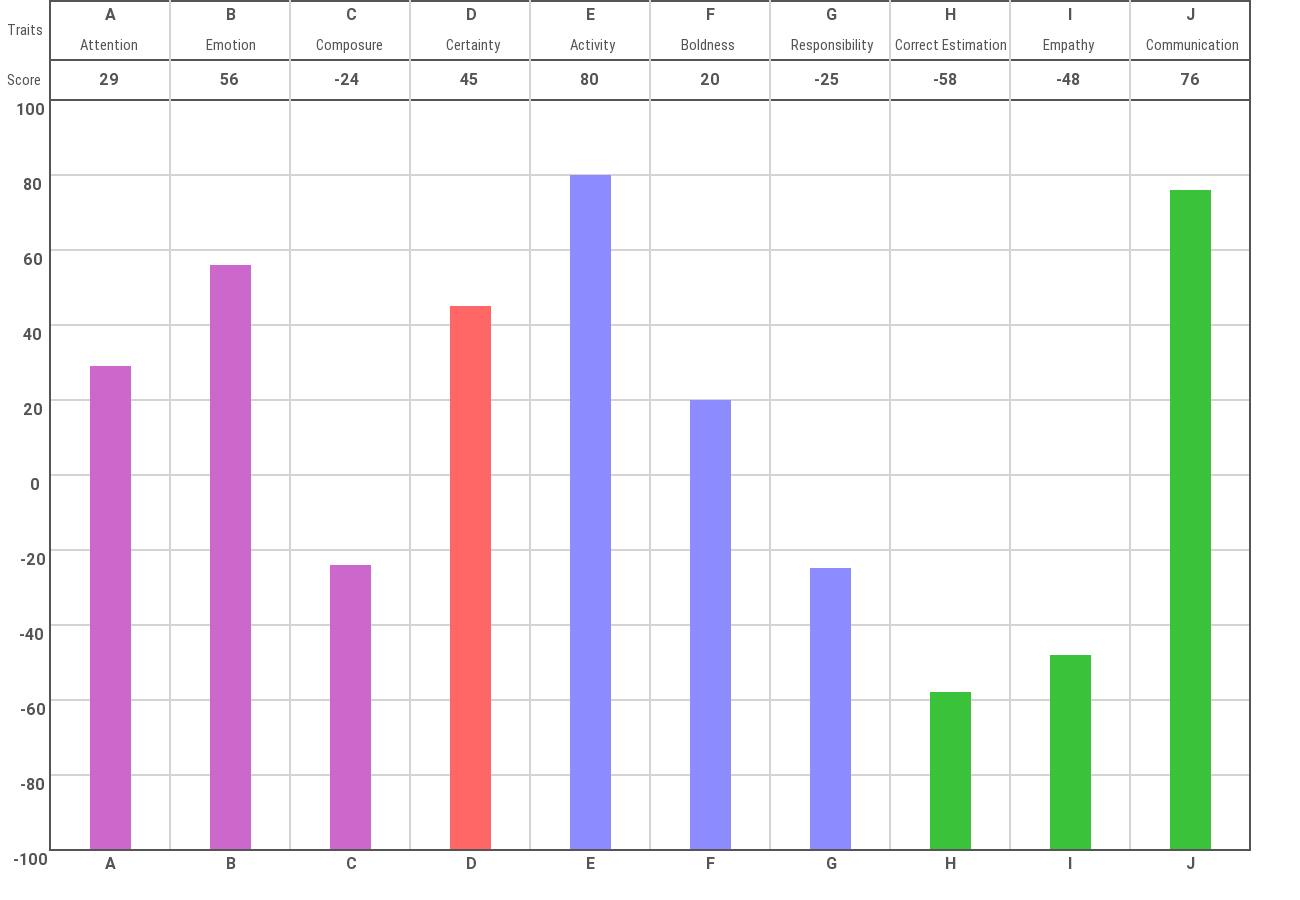 Traits A B C D E F G H I J
Attention Emotion Composure Certainty Activity Boldness Responsibility Correct Estimation Empathy Communication
Score 29 56 -24 45 80 20 -25 -58 -48 76
100
80
60
40
20
0
-20
-40
-60
-80
-100
A B C D E F G H I J